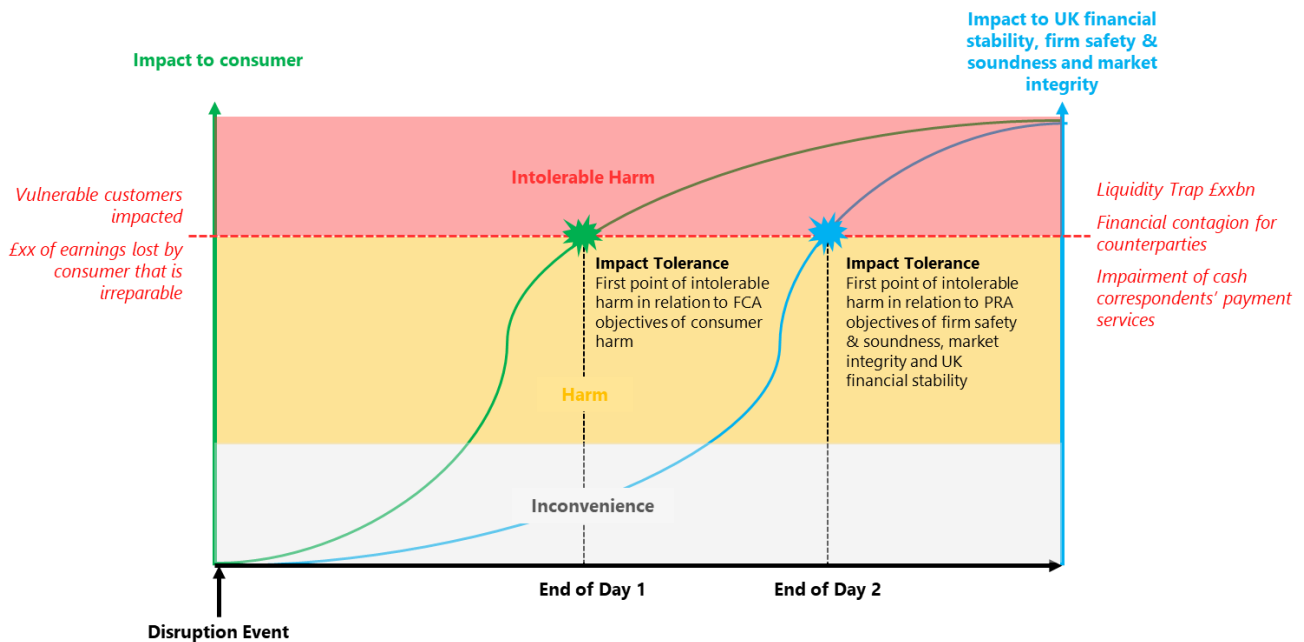 Impact to consumer
Impact to UK financial
stability, firm safety &
soundness and market
integrity
Intolerable Harm
Vulnerable customers
impacted
£xx of earnings lost by
consumer that is
irreparable
Liquidity Trap £xxbn
Financial contagion for
counterparties
Impairment of cash
correspondents' payment
services
Impact Tolerance
First point of intolerable
harm in relation to FCA
objectives of consumer
harm
Impact Tolerance
First point of intolerable
harm in relation to PRA
objectives of firm safety
& soundness, market
integrity and UK
financial stability
Harm
Inconvenience
End of Day 1
End of Day 2
Disruption Event